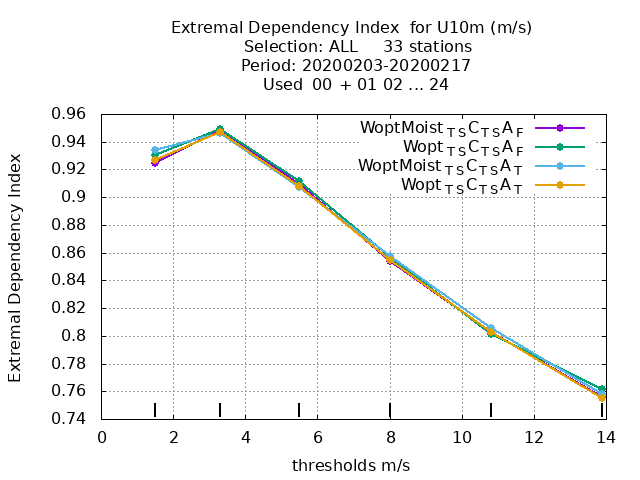 Extremal Dependency Index  for U10m (m/s)
Selection: ALL     33 stations
Period: 20200203-20200217
Used  00 + 01 02 ... 24
Extremal Dependency Index
0.96
0.94
0.92
0.9
0.88
0.86
0.84
0.82
0.8
0.78
0.76
0.74
WoptMoist TS C TS A F
Wopt TS C TS A F
WoptMoist TS C TS A T
Wopt TS C TS A T
0 2 4 6 8 10 12 14
thresholds m/s